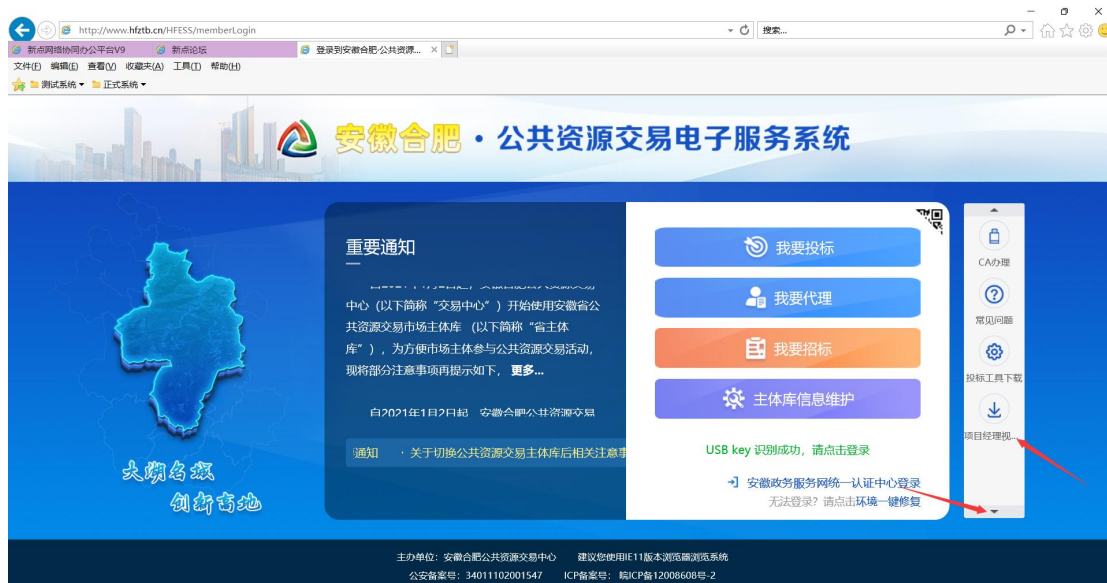 http://www.hfztb.cn/HFESS/memberLogin
搜索...
新点网络协同办公平台V9
新点论坛
登录到安徽合肥·公共资源...
文件(F) 编辑(E) 查看(V) 收藏夹(A) 工具(T) 帮助(H)
测试系统
正式系统
安徽合肥·公共资源交易电子服务系统
重要通知
中心（以下简称“交易中心”）开始使用安徽省公
共资源交易市场主体库 （以下简称“省主体
库”），为方便市场主体参与公共资源交易活动,
现将部分注意事项再提示如下，更多...
自2021年1月2日起 安徽合肥公共资源交易
通知 ·关于切换公共资源交易主体库后相关注意事
我要投标
我要代理
我要招标
主体库信息维护
USB key 识别成功，请点击登录
安徽政务服务网统一认证中心登录
无法登录？请点击环境一键修复
CA办理
常见问题
投标工具下载
项目经理视...
大湖名城
创新高地
主办单位：安徽合肥公共资源交易中心 建议您使用IE11版本浏览器浏览系统
公安备案号：34011102001547 ICP备案号：皖ICP备12008608号-2